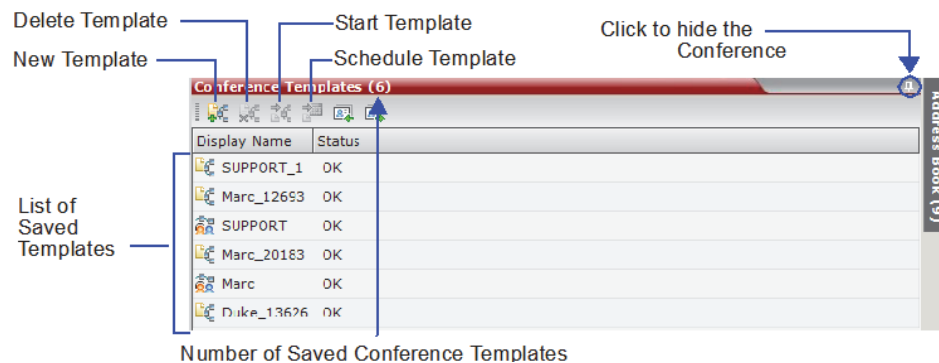 Delete Template
Start Template
Click to hide the
Conference
New Template
Schedule Template
Conference Templates (6)
Address Book (9)
Display Name Status
SUPPORT_1 OK
Marc_12693 OK
SUPPORT OK
Marc_20183 OK
Marc OK
Duke_13626 OK
List of
Saved
Templates
Number of Saved Conference Templates